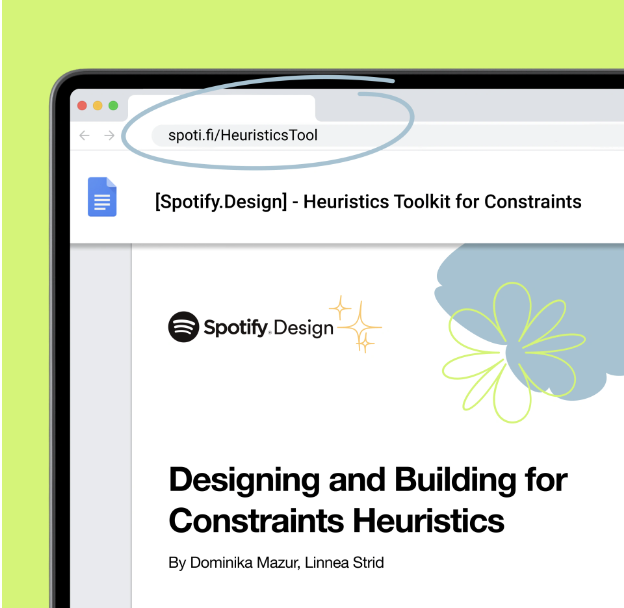 spoti.fi/HeuristicsTool
[Spotify.Design] - Heuristics Toolkit for Constraints
Spotify.Design
Designing and Building for
Constraints Heuristics
By Dominika Mazur, Linnea Strid